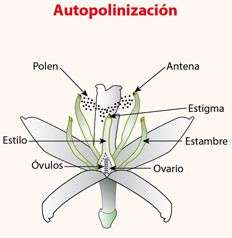 Autopolinización
Polen
Antena
Estigma
Estilo
Estambre
Óvulos
Ovario